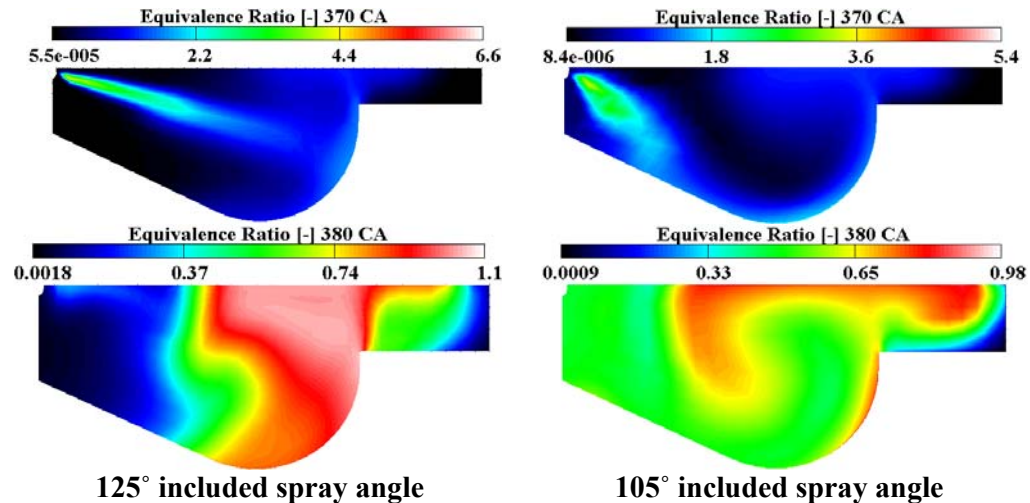 Equivalence Ratio [-] 370 CA
5.5e-005 2.2 4.4 6.6
Equivalence Ratio [-] 370 CA
8.4e-006 1.8 3.6 5.4
Equivalence Ratio [-] 380 CA
0.0018 0.37 0.74 1.1
Equivalence Ratio [-] 380 CA
0.0009 0.33 0.65 0.98
125˚ included spray angle
105˚ included spray angle